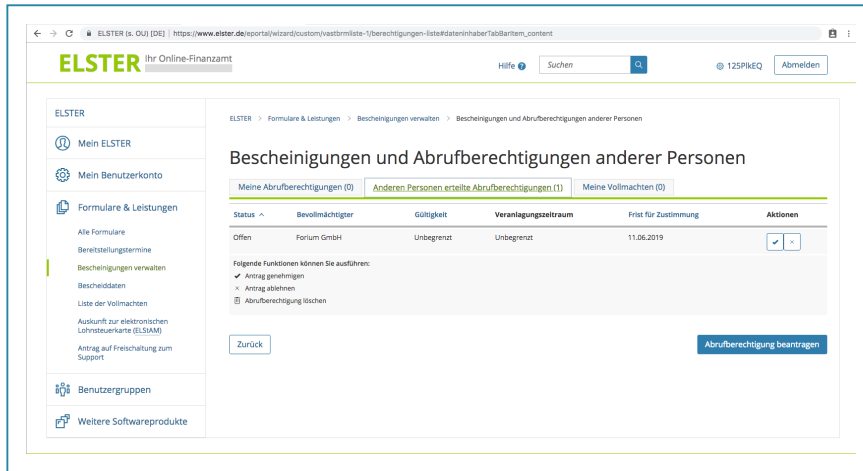 ELSTER (s. OU) [DE] | https://www.elster.de/eportal/wizard/custom/vastbrmliste-1/berechtigungen-liste#dateninhaberTabBarItem_content
ELSTER Ihr Online-Finanzamt
Hilfe ? Suchen 125PlkEQ Abmelden
ELSTER
Mein ELSTER
Mein Benutzerkonto
Formulare & Leistungen
Alle Formulare
Bereitstellungstermine
Bescheinigungen verwalten
Bescheiddaten
Liste der Vollmachten
Auskunft zur elektronischen
Lohnsteuerkarte (ELStAM)
Antrag auf Freischaltung zum
Support
Benutzergruppen
Weitere Softwareprodukte
ELSTER > Formulare & Leistungen > Bescheinigungen verwalten > Bescheinigungen und Abrufberechtigungen anderer Personen
Bescheinigungen und Abrufberechtigungen anderer Personen
Meine Abrufberechtigungen (0) Anderen Personen erteilte Abrufberechtigungen (1) Meine Vollmachten (0)
Status Bevollmächtigter Gültigkeit Veranlagungszeitraum Frist für Zustimmung Aktionen
Offen Forium GmbH Unbegrenzt Unbegrenzt 11.06.2019
Folgende Funktionen können Sie ausführen:
Antrag genehmigen
Antrag ablehnen
Abrufberechtigung löschen
Zurück Abrufberechtigung beantragen